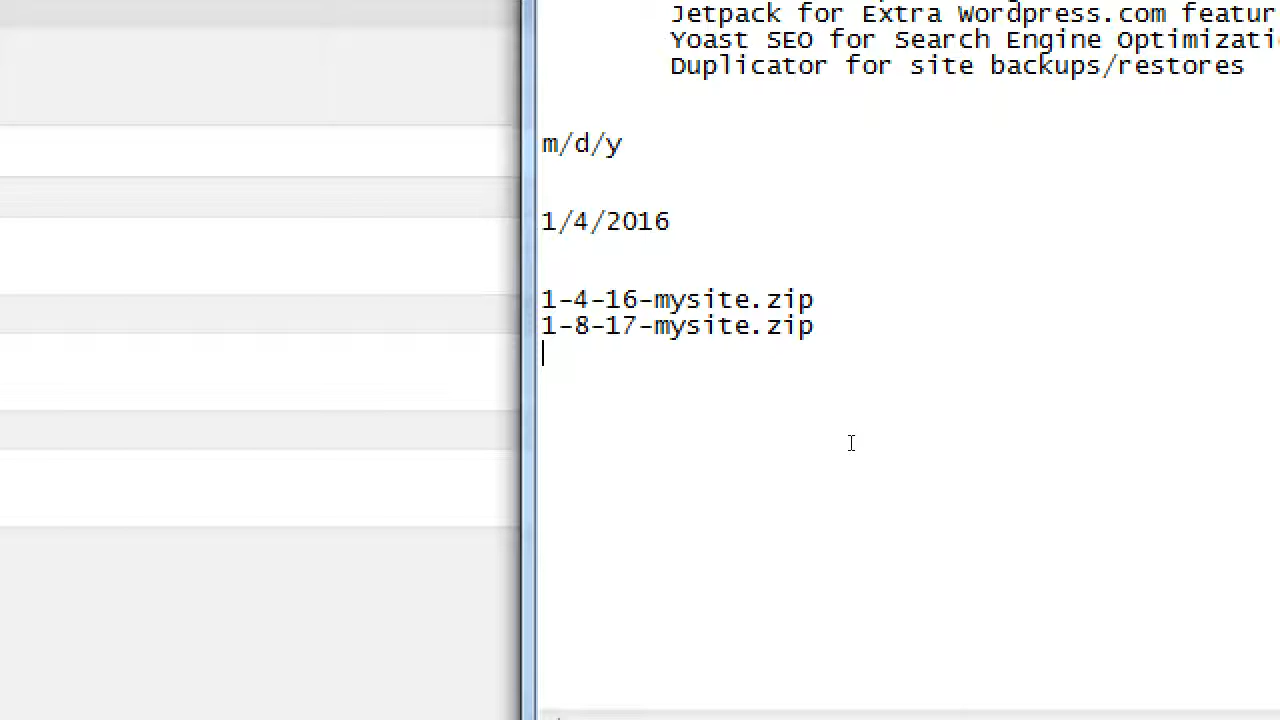 Jetpack for Extra Wordpress.com featur
Yoast SEO for Search Engine Optimizati
Duplicator for site backups/restores
m/d/y
1/4/2016
1-4-16-mysite.zip
1-8-17-mysite.zip